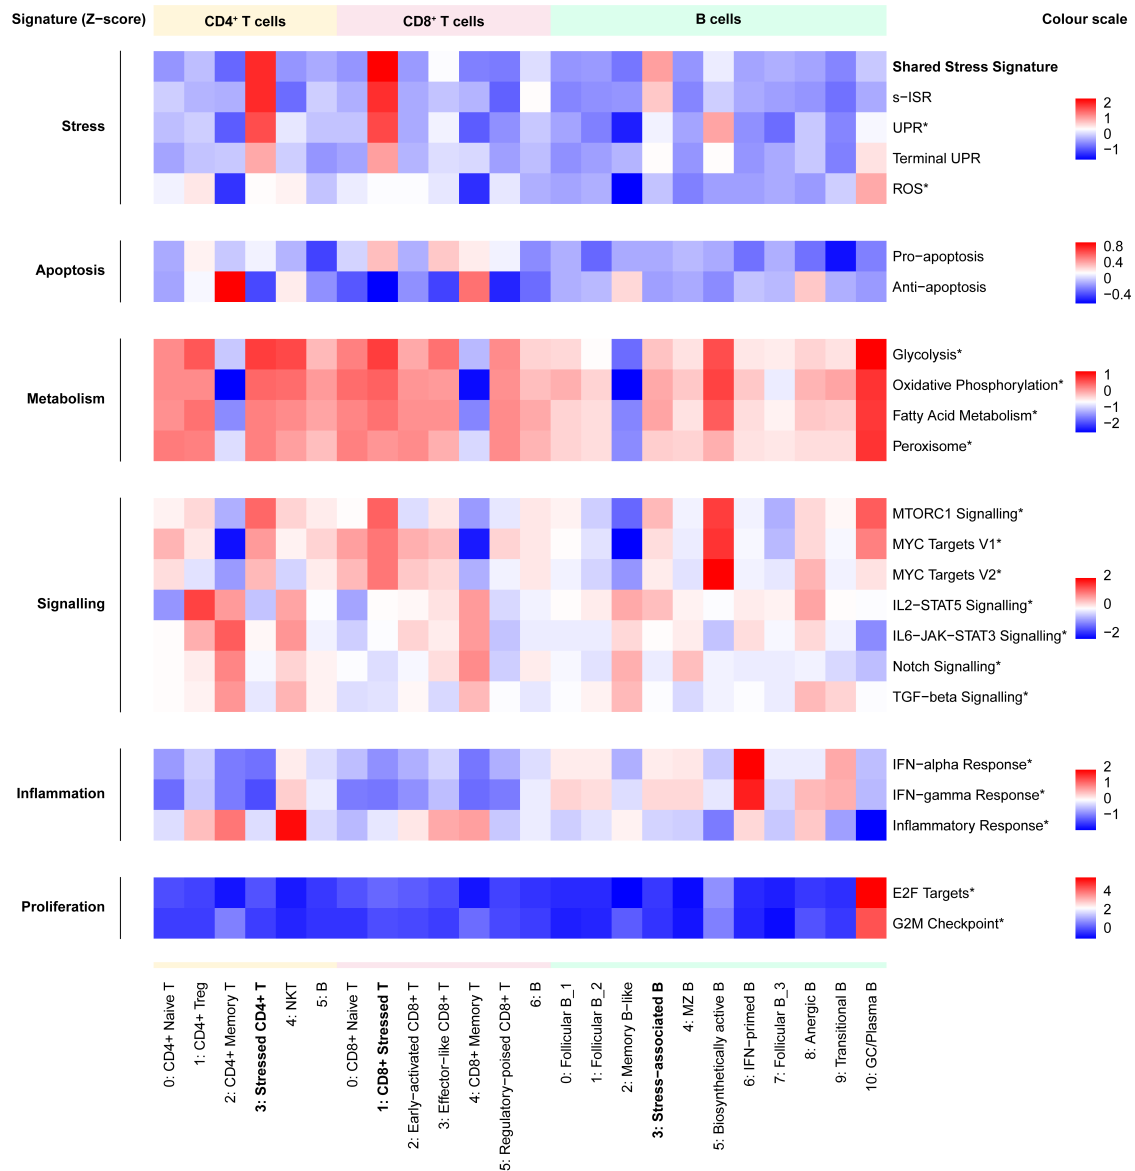 Signature (Z−score)
CD4⁺ T cells
CD8⁺ T cells
B cells
Colour scale
Stress
Shared Stress Signature
s−ISR
UPR*
Terminal UPR
ROS*
2
1
0
−1
Apoptosis
Pro−apoptosis
Anti−apoptosis
0.8
0.4
0
−0.4
Metabolism
Glycolysis*
Oxidative Phosphorylation*
Fatty Acid Metabolism*
Peroxisome*
1
0
−1
−2
Signalling
MTORC1 Signalling*
MYC Targets V1*
MYC Targets V2*
IL2−STAT5 Signalling*
IL6−JAK−STAT3 Signalling*
Notch Signalling*
TGF−beta Signalling*
2
0
−2
Inflammation
IFN−alpha Response*
IFN−gamma Response*
Inflammatory Response*
2
1
0
−1
Proliferation
E2F Targets*
G2M Checkpoint*
4
2
0
0: CD4+ Naive T
1: CD4+ Treg
2: CD4+ Memory T
3: Stressed CD4+ T
4: NKT
5: B
0: CD8+ Naive T
1: CD8+ Stressed T
2: Early−activated CD8+ T
3: Effector−like CD8+ T
4: CD8+ Memory T
5: Regulatory−poised CD8+ T
6: B
0: Follicular B_1
1: Follicular B_2
2: Memory B−like
3: Stress−associated B
4: MZ B
5: Biosynthetically active B
6: IFN−primed B
7: Follicular B_3
8: Anergic B
9: Transitional B
10: GC/Plasma B